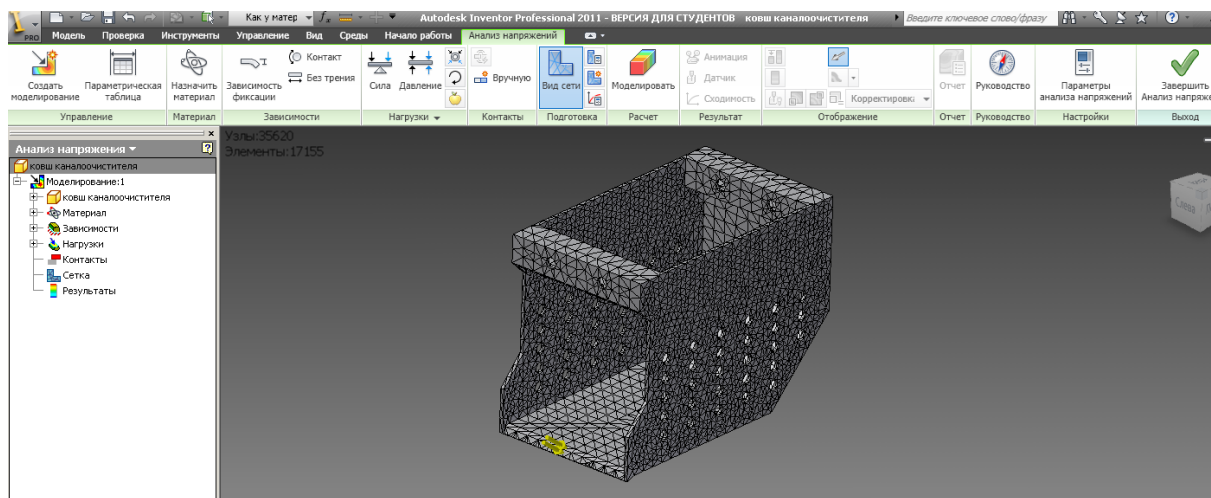 Как у матер
Autodesk Inventor Professional 2011 - ВЕРСИЯ ДЛЯ СТУДЕНТОВ ковш каналоочистителя
Введите ключевое слово/фразу
PRO Модель Проверка Инструменты Управление Вид Среды Начало работы Анализ напряжений
Создать моделирование
Параметрическая таблица
Назначить материал
Зависимость фиксации
Контакт
Без трения
Сила
Давление
Вручную
Вид сети
Моделировать
Анимация
Датчик
Сходимость
Корректировка
Отчет
Руководство
Параметры анализа напряжений
Завершить
Анализ напряже
Управление Материал Зависимости Нагрузки Контакты Подготовка Расчет Результат Отображение Отчет Руководство Настройки Выход
Узлы:35620
Элементы:17155
Анализ напряжения
ковш каналоочистителя
Моделирование:1
ковш каналоочистителя
Материал
Зависимости
Нагрузки
Контакты
Сетка
Результаты
Слева